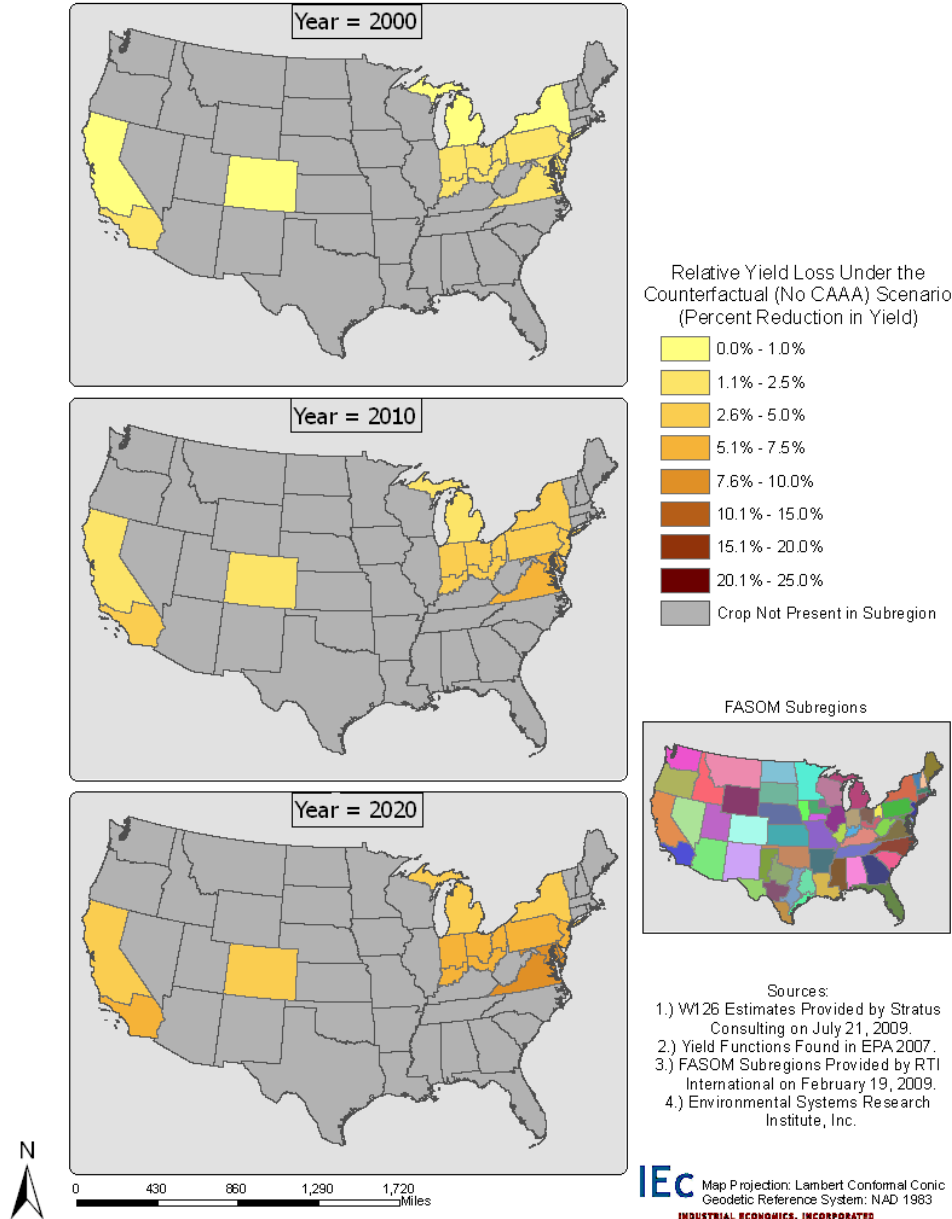 Year = 2000
Year = 2010
Year = 2020
Relative Yield Loss Under the
Counterfactual (No CAAA) Scenario
(Percent Reduction in Yield)
0.0% - 1.0%
1.1% - 2.5%
2.6% - 5.0%
5.1% - 7.5%
7.6% - 10.0%
10.1% - 15.0%
15.1% - 20.0%
20.1% - 25.0%
Crop Not Present in Subregion
FASOM Subregions
Sources:
1.) W126 Estimates Provided by Stratus
Consulting on July 21, 2009.
2.) Yield Functions Found in EPA 2007.
3.) FASOM Subregions Provided by RTI
International on February 19, 2009.
4.) Environmental Systems Research
Institute, Inc.
N
0 430 860 1,290 1,720
Miles
IEc
Map Projection: Lambert Conformal Conic
Geodetic Reference System: NAD 1983
INDUSTRIAL ECONOMICS, INCORPORATED